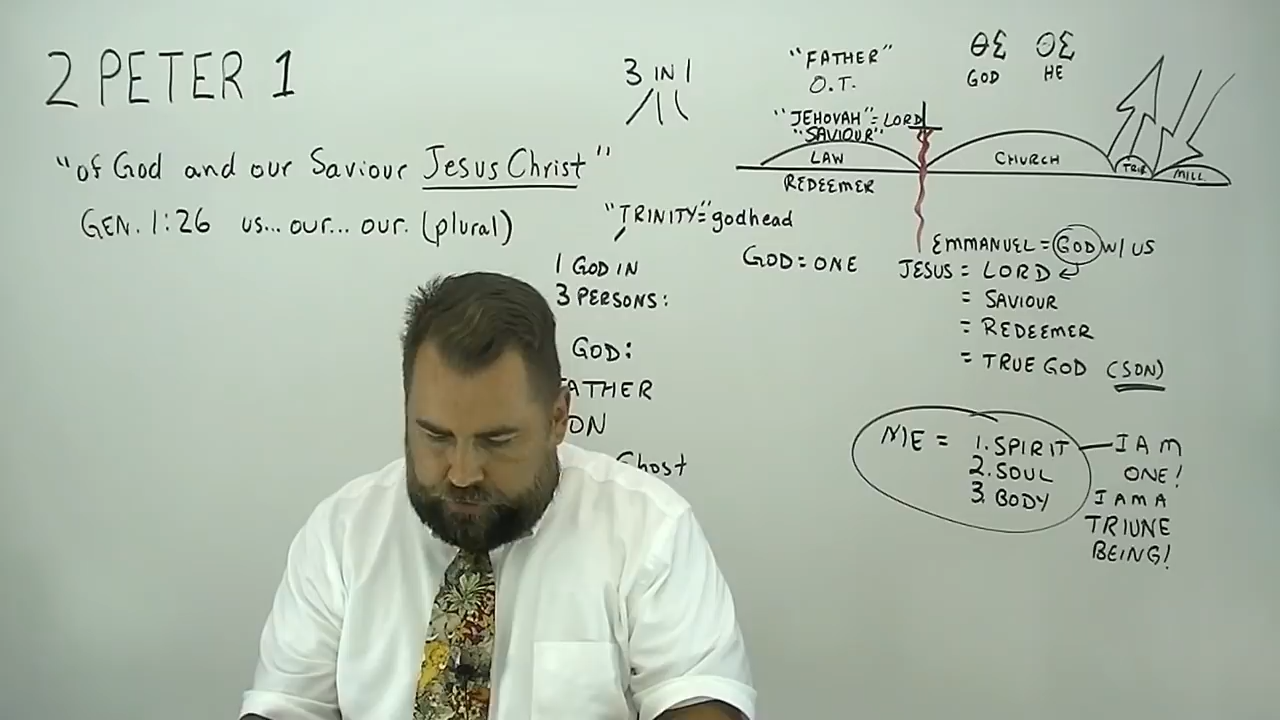 2 PETER 1
"of God and our Saviour Jesus Christ"
GEN. 1:26 us... our... our. (plural)
3 IN 1
"TRINITY"=godhead
1 GOD IN
3 PERSONS:
GOD:
ATHER
ON
Ghost
GOD = ONE
"FATHER"
O.T.
"JEHOVAH" = LORD
"SAVIOUR"
LAW
REDEEMER
CHURCH
TRIB
MILL.
ΘΣ ΟΣ
GOD HE
EMMANUEL = GOD W/ US
JESUS = LORD
= SAVIOUR
= REDEEMER
= TRUE GOD (SON)
ME = 1. SPIRIT
2. SOUL
3. BODY
I AM
ONE!
I AM A
TRIUNE
BEING!